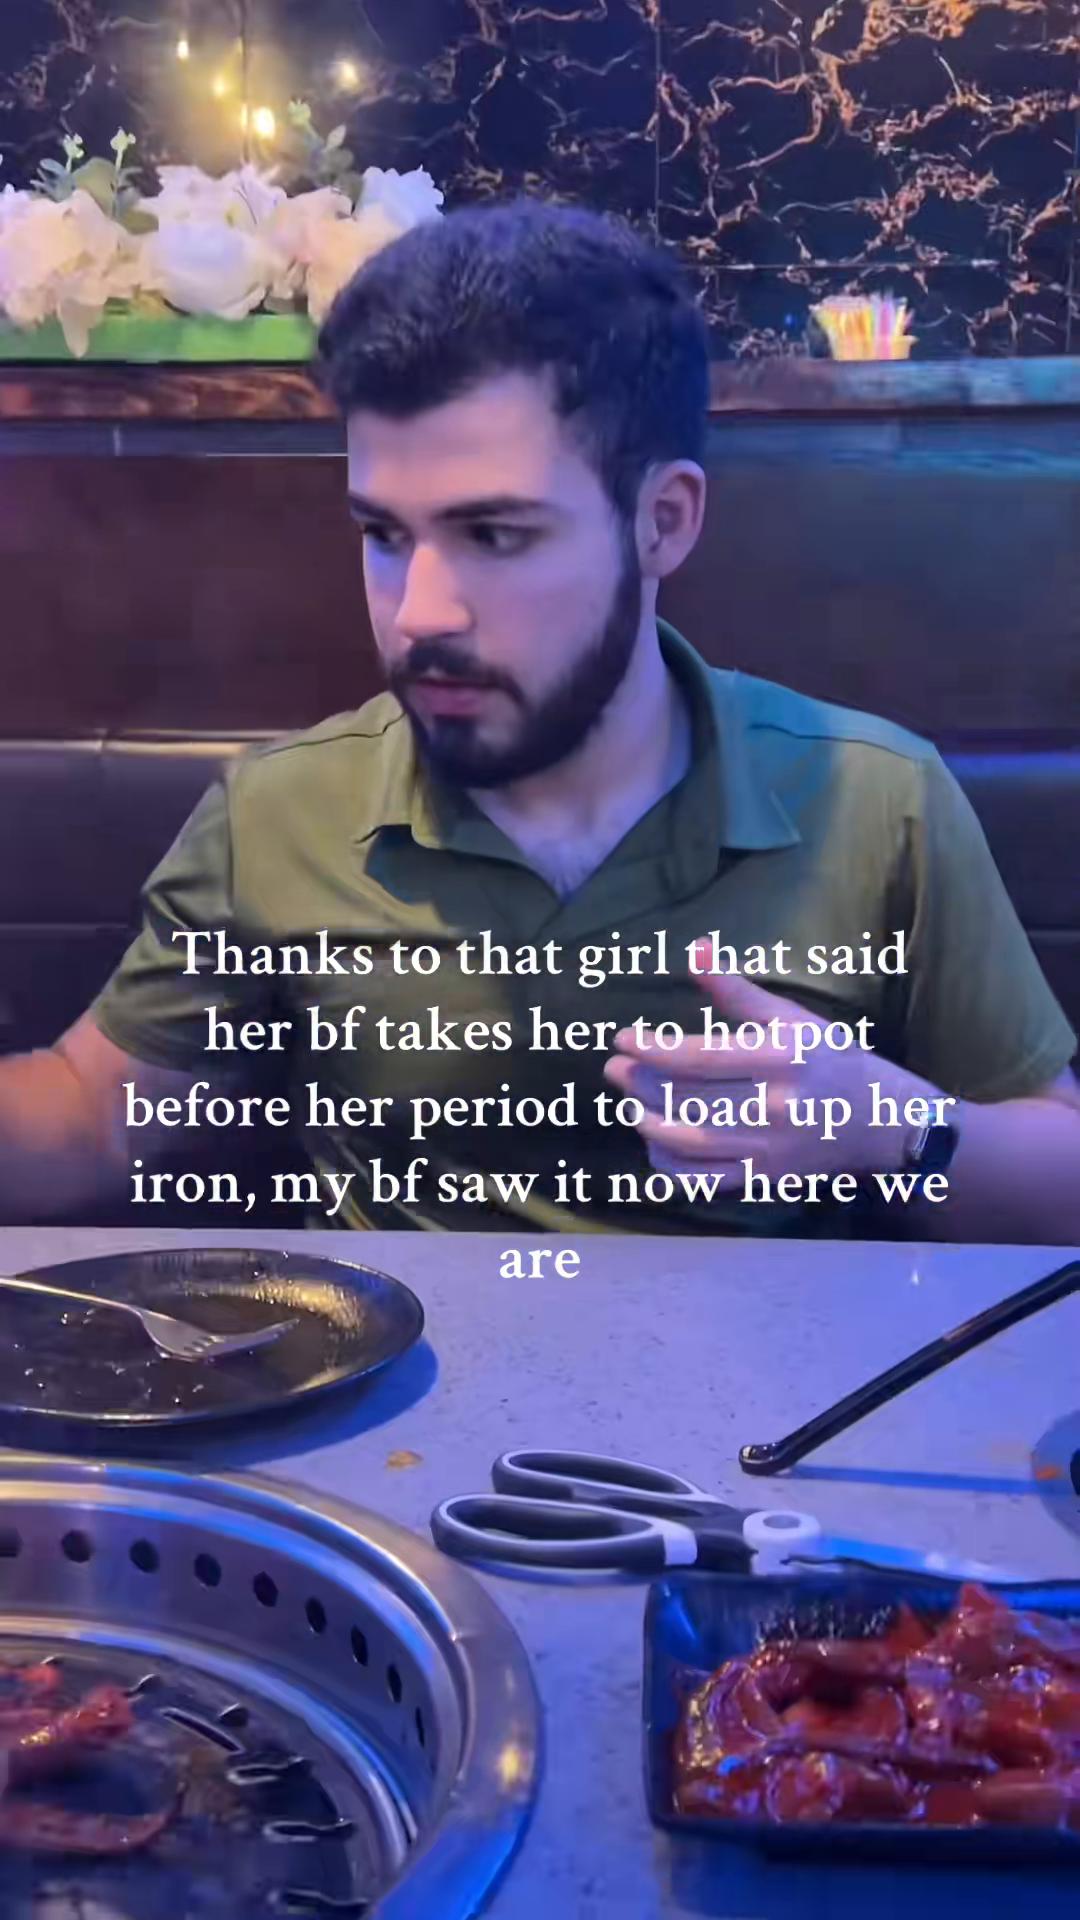 Thanks to that girl that said
her bf takes her to hotpot
before her period to load up her
iron, my bf saw it now here we
are